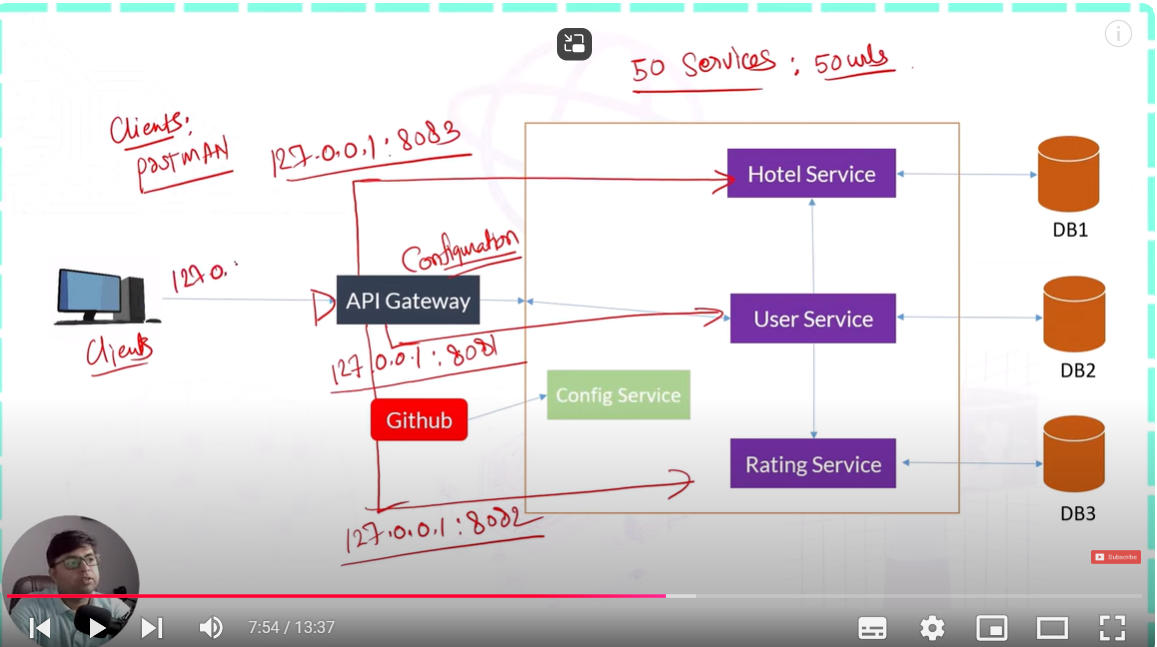 50 Services : 50 urls
Clients:
POSTMAN
127.0.0.1:8083
Hotel Service
DB1
Configuration
127.0.
API Gateway
User Service
Clients
127.0.0.1:8081
DB2
Config Service
Github
Rating Service
127.0.0.1:8082
DB3
Subscribe
7:54 / 13:37